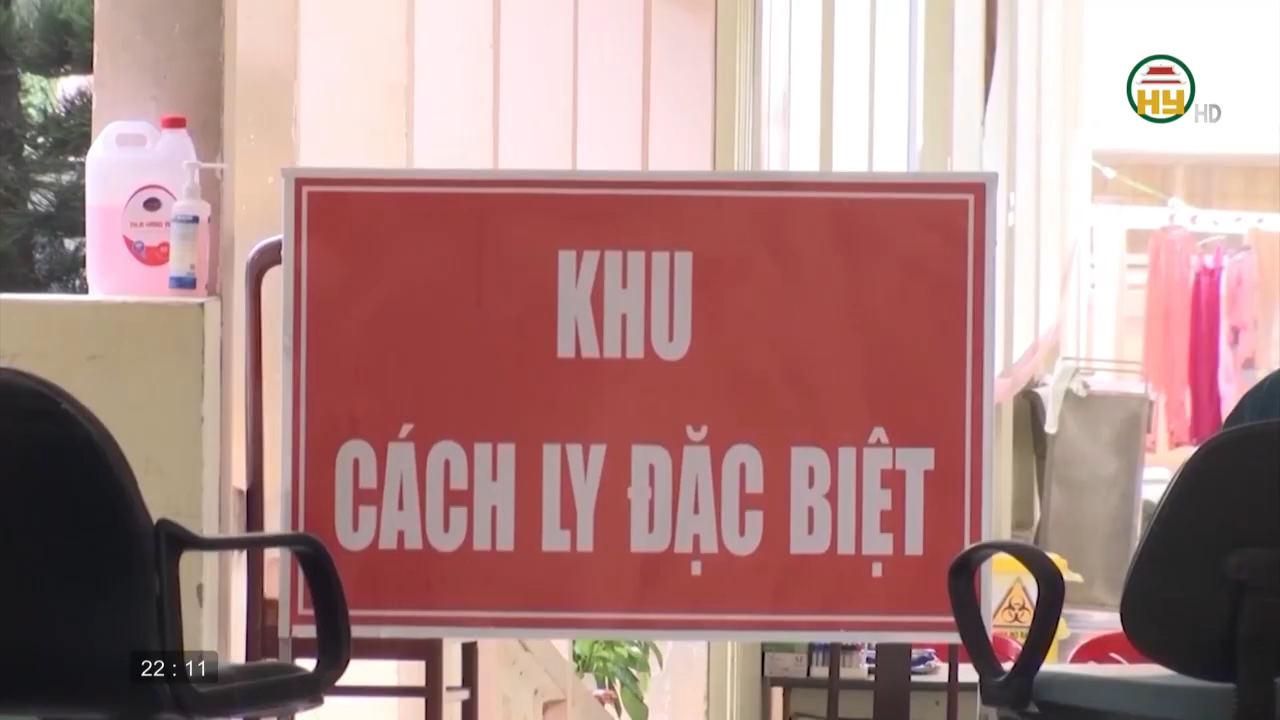 HY HD
KHU
CÁCH LY ĐẶC BIỆT
22 : 11